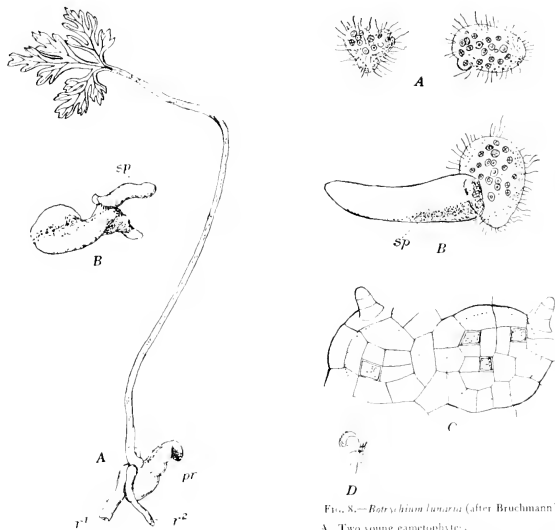 sp
B
A
pr
r¹
r²
A
sp
B
C
f
D
FIG. 8.—Botrychium lunaria (after Bruchmann)
A. Two young gametophytes.